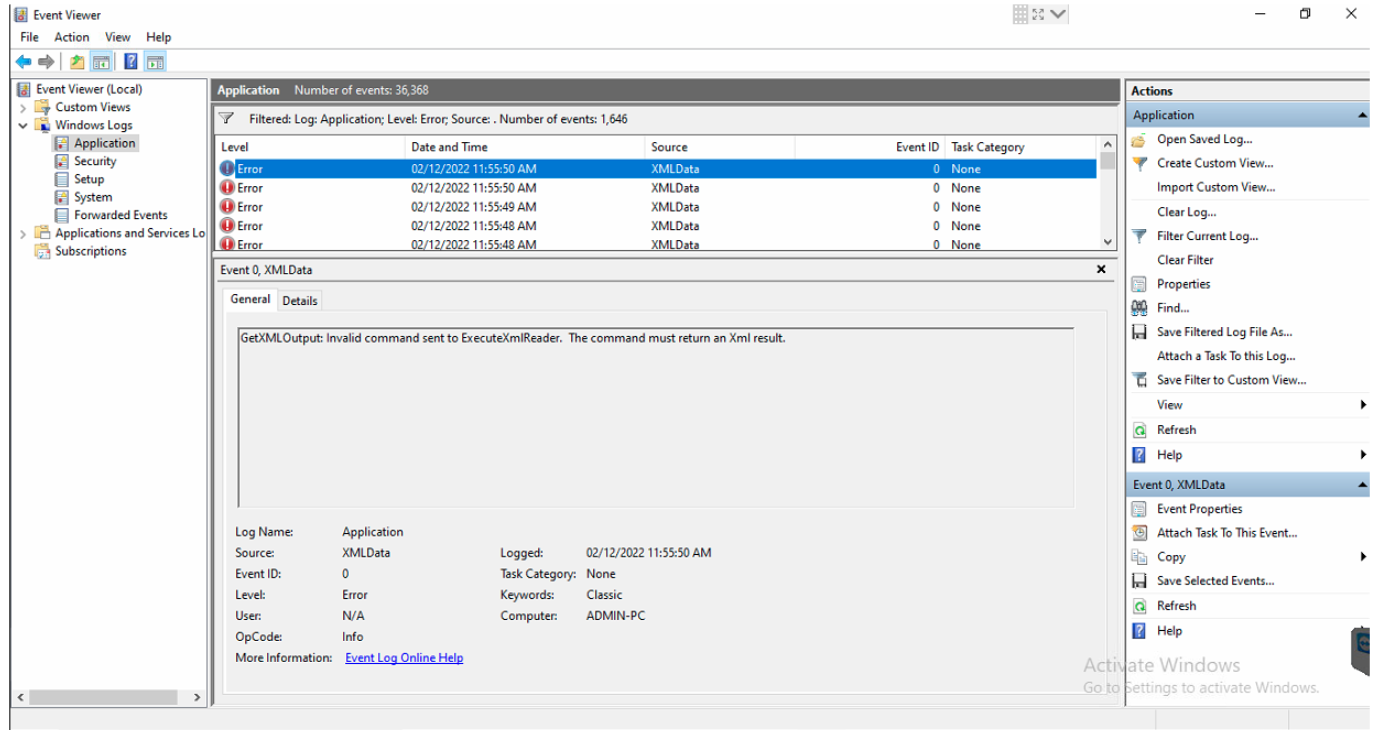 Event Viewer
File Action View Help
Event Viewer (Local)
Custom Views
Windows Logs
Application
Security
Setup
System
Forwarded Events
Applications and Services Lo
Subscriptions
Application Number of events: 36,368
Filtered: Log: Application; Level: Error; Source: . Number of events: 1,646
Level Date and Time Source Event ID Task Category
Error 02/12/2022 11:55:50 AM XMLData 0 None
Error 02/12/2022 11:55:50 AM XMLData 0 None
Error 02/12/2022 11:55:49 AM XMLData 0 None
Error 02/12/2022 11:55:48 AM XMLData 0 None
Error 02/12/2022 11:55:48 AM XMLData 0 None
Event 0, XMLData
General Details
GetXMLOutput: Invalid command sent to ExecuteXmlReader. The command must return an Xml result.
Log Name: Application
Source: XMLData Logged: 02/12/2022 11:55:50 AM
Event ID: 0 Task Category: None
Level: Error Keywords: Classic
User: N/A Computer: ADMIN-PC
OpCode: Info
More Information: Event Log Online Help
Actions
Application
Open Saved Log...
Create Custom View...
Import Custom View...
Clear Log...
Filter Current Log...
Clear Filter
Properties
Find...
Save Filtered Log File As...
Attach a Task To this Log...
Save Filter to Custom View...
View
Refresh
Help
Event 0, XMLData
Event Properties
Attach Task To This Event...
Copy
Save Selected Events...
Refresh
Help
Activate Windows
Go to Settings to activate Windows.